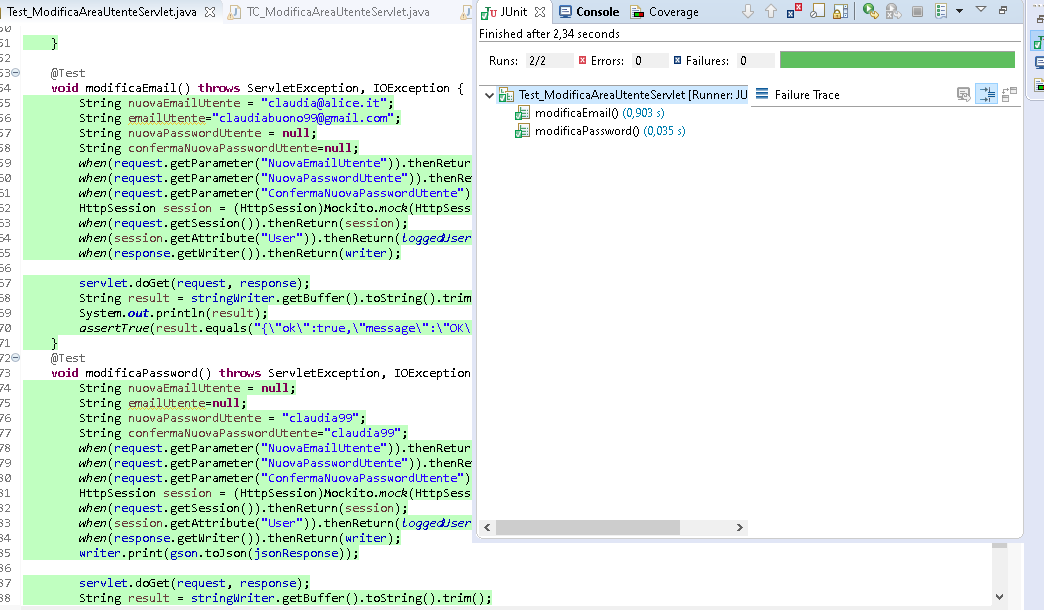 Test_ModificaAreaUtenteServlet.java
TC_ModificaAreaUtenteServlet.java
51 }
52
53 @Test
54 void modificaEmail() throws ServletException, IOException {
55 String nuovaEmailUtente = "claudia@alice.it";
56 String emailUtente="claudiabuono99@gmail.com";
57 String nuovaPasswordUtente = null;
58 String confermaNuovaPasswordUtente=null;
59 when(request.getParameter("NuovaEmailUtente")).thenRetur
60 when(request.getParameter("NuovaPasswordUtente")).thenRe
61 when(request.getParameter("ConfermaNuovaPasswordUtente")
62 HttpSession session = (HttpSession)Mockito.mock(HttpSess
63 when(request.getSession()).thenReturn(session);
64 when(session.getAttribute("User")).thenReturn(loggedUser
65 when(response.getWriter()).thenReturn(writer);
66
67 servlet.doGet(request, response);
68 String result = stringWriter.getBuffer().toString().trim
69 System.out.println(result);
70 assertTrue(result.equals("{\"ok\":true,\"message\":\"OK\
71 }
72 @Test
73 void modificaPassword() throws ServletException, IOException
74 String nuovaEmailUtente = null;
75 String emailUtente=null;
76 String nuovaPasswordUtente = "claudia99";
77 String confermaNuovaPasswordUtente="claudia99";
78 when(request.getParameter("NuovaEmailUtente")).thenRetur
79 when(request.getParameter("NuovaPasswordUtente")).thenRe
80 when(request.getParameter("ConfermaNuovaPasswordUtente")
81 HttpSession session = (HttpSession)Mockito.mock(HttpSess
82 when(request.getSession()).thenReturn(session);
83 when(session.getAttribute("User")).thenReturn(loggedUser
84 when(response.getWriter()).thenReturn(writer);
85 writer.print(gson.toJson(jsonResponse));
86
87 servlet.doGet(request, response);
88 String result = stringWriter.getBuffer().toString().trim();
JUnit
Console
Coverage
Finished after 2,34 seconds
Runs: 2/2 Errors: 0 Failures: 0
Test_ModificaAreaUtenteServlet [Runner: JU
modificaEmail() (0,903 s)
modificaPassword() (0,035 s)
Failure Trace